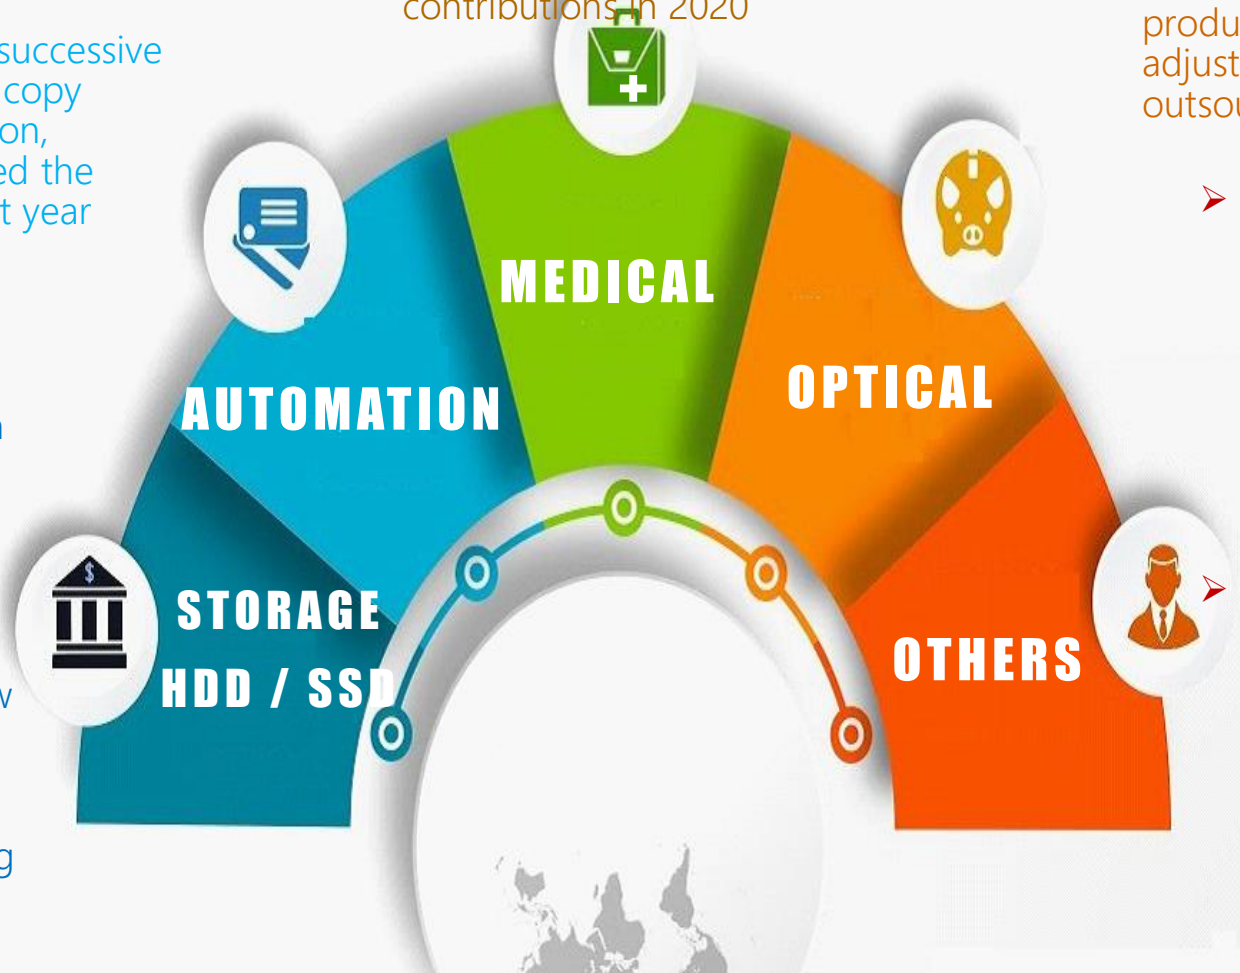 contributions in 2020
successive
copy
on,
ed the
t year
produ
adjust
outsou
MEDICAL
OPTICAL
AUTOMATION
n
STORAGE
HDD / SSD
$
OTHERS
w
g